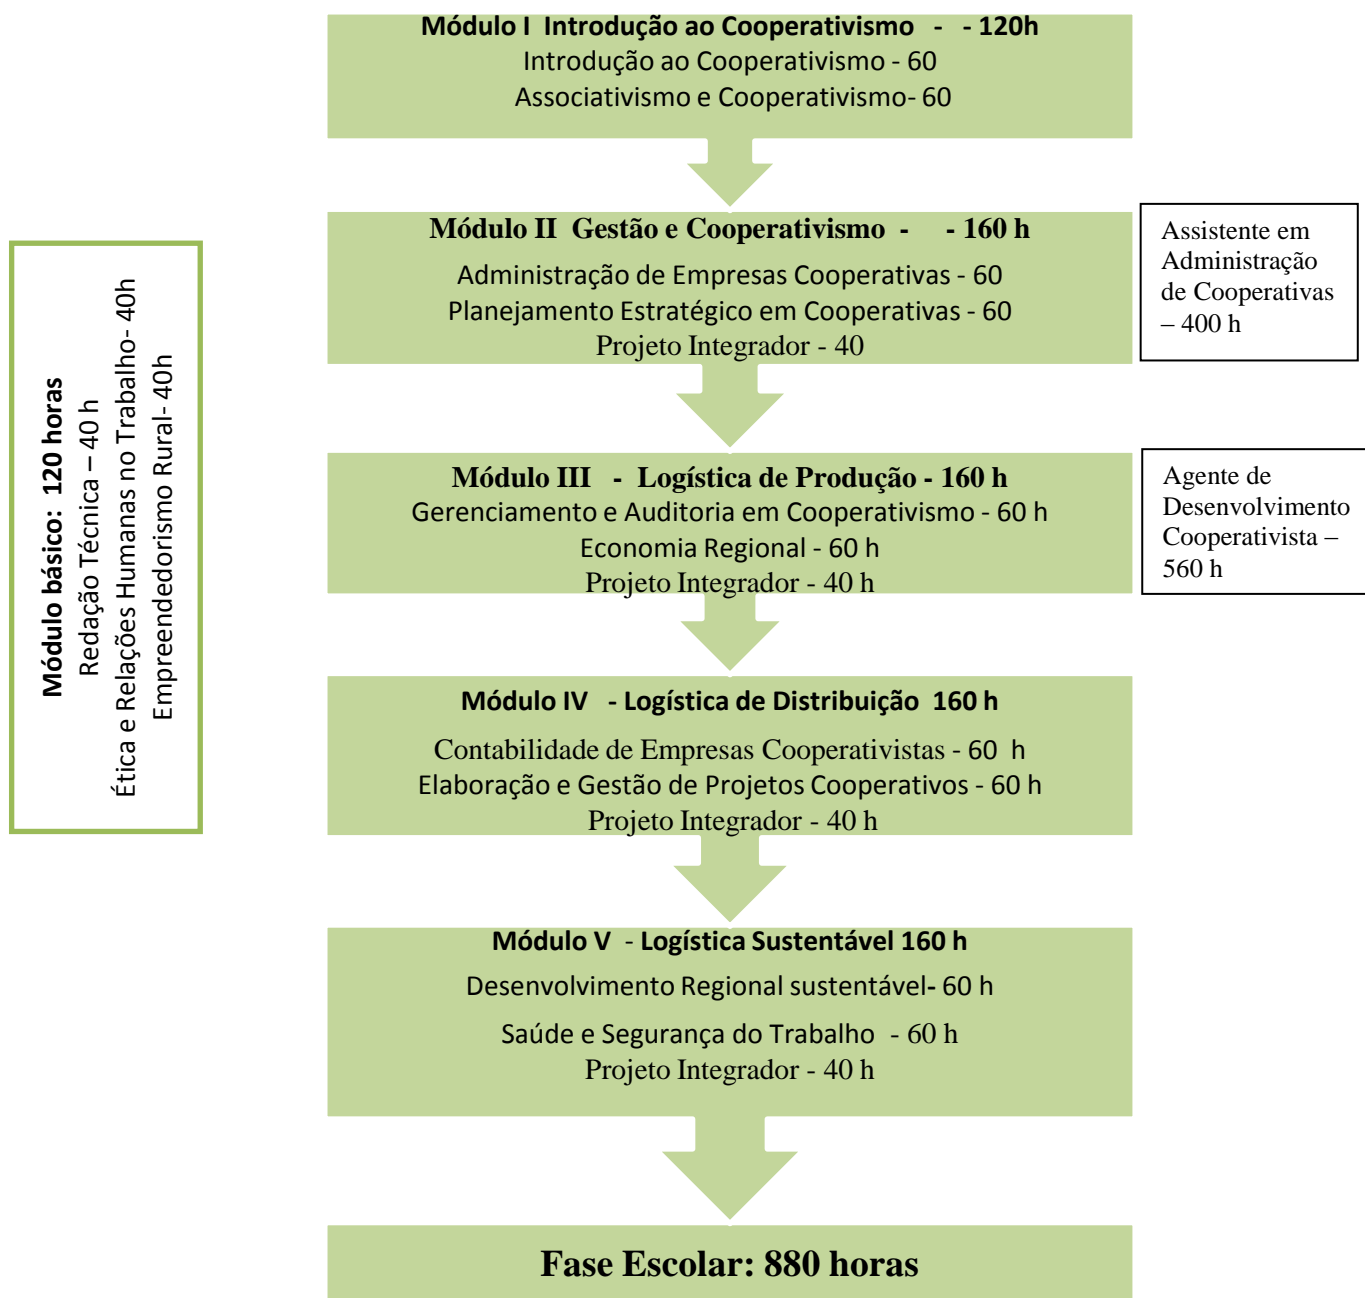 Módulo I  Introdução ao Cooperativismo  -  - 120h
Introdução ao Cooperativismo - 60
Associativismo e Cooperativismo- 60
Módulo II  Gestão e Cooperativismo  -    - 160 h
Administração de Empresas Cooperativas - 60
Planejamento Estratégico em Cooperativas - 60
Projeto Integrador - 40
Assistente em
Administração
de Cooperativas
– 400 h
Módulo básico:  120 horas
Redação Técnica – 40 h
Ética e Relações Humanas no Trabalho- 40h
Empreendedorismo Rural- 40h
Módulo III   -  Logística de Produção - 160 h
Gerenciamento e Auditoria em Cooperativismo - 60 h
Economia Regional - 60 h
Projeto Integrador - 40 h
Agente de
Desenvolvimento
Cooperativista –
560 h
Módulo IV   - Logística de Distribuição  160 h
Contabilidade de Empresas Cooperativistas - 60  h
Elaboração e Gestão de Projetos Cooperativos - 60 h
Projeto Integrador - 40 h
Módulo V  - Logística Sustentável 160 h
Desenvolvimento Regional sustentável- 60 h
Saúde e Segurança do Trabalho  - 60 h
Projeto Integrador - 40 h
Fase Escolar: 880 horas